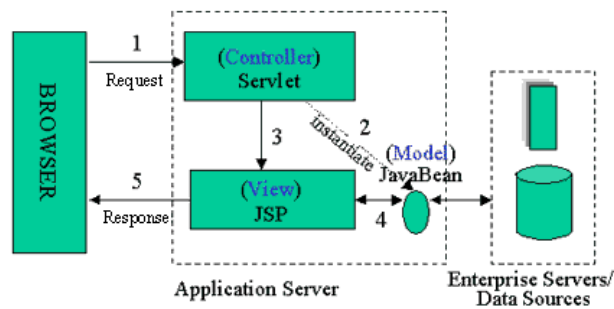 BROWSER
1
Request
(Controller)
Servlet
2
instantiate
3
(Model)
JavaBean
(View)
JSP
4
5
Response
Application Server
Enterprise Servers/
Data Sources